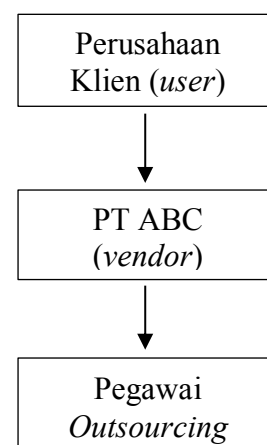 Perusahaan
Klien (user)
PT ABC
(vendor)
Pegawai
Outsourcing